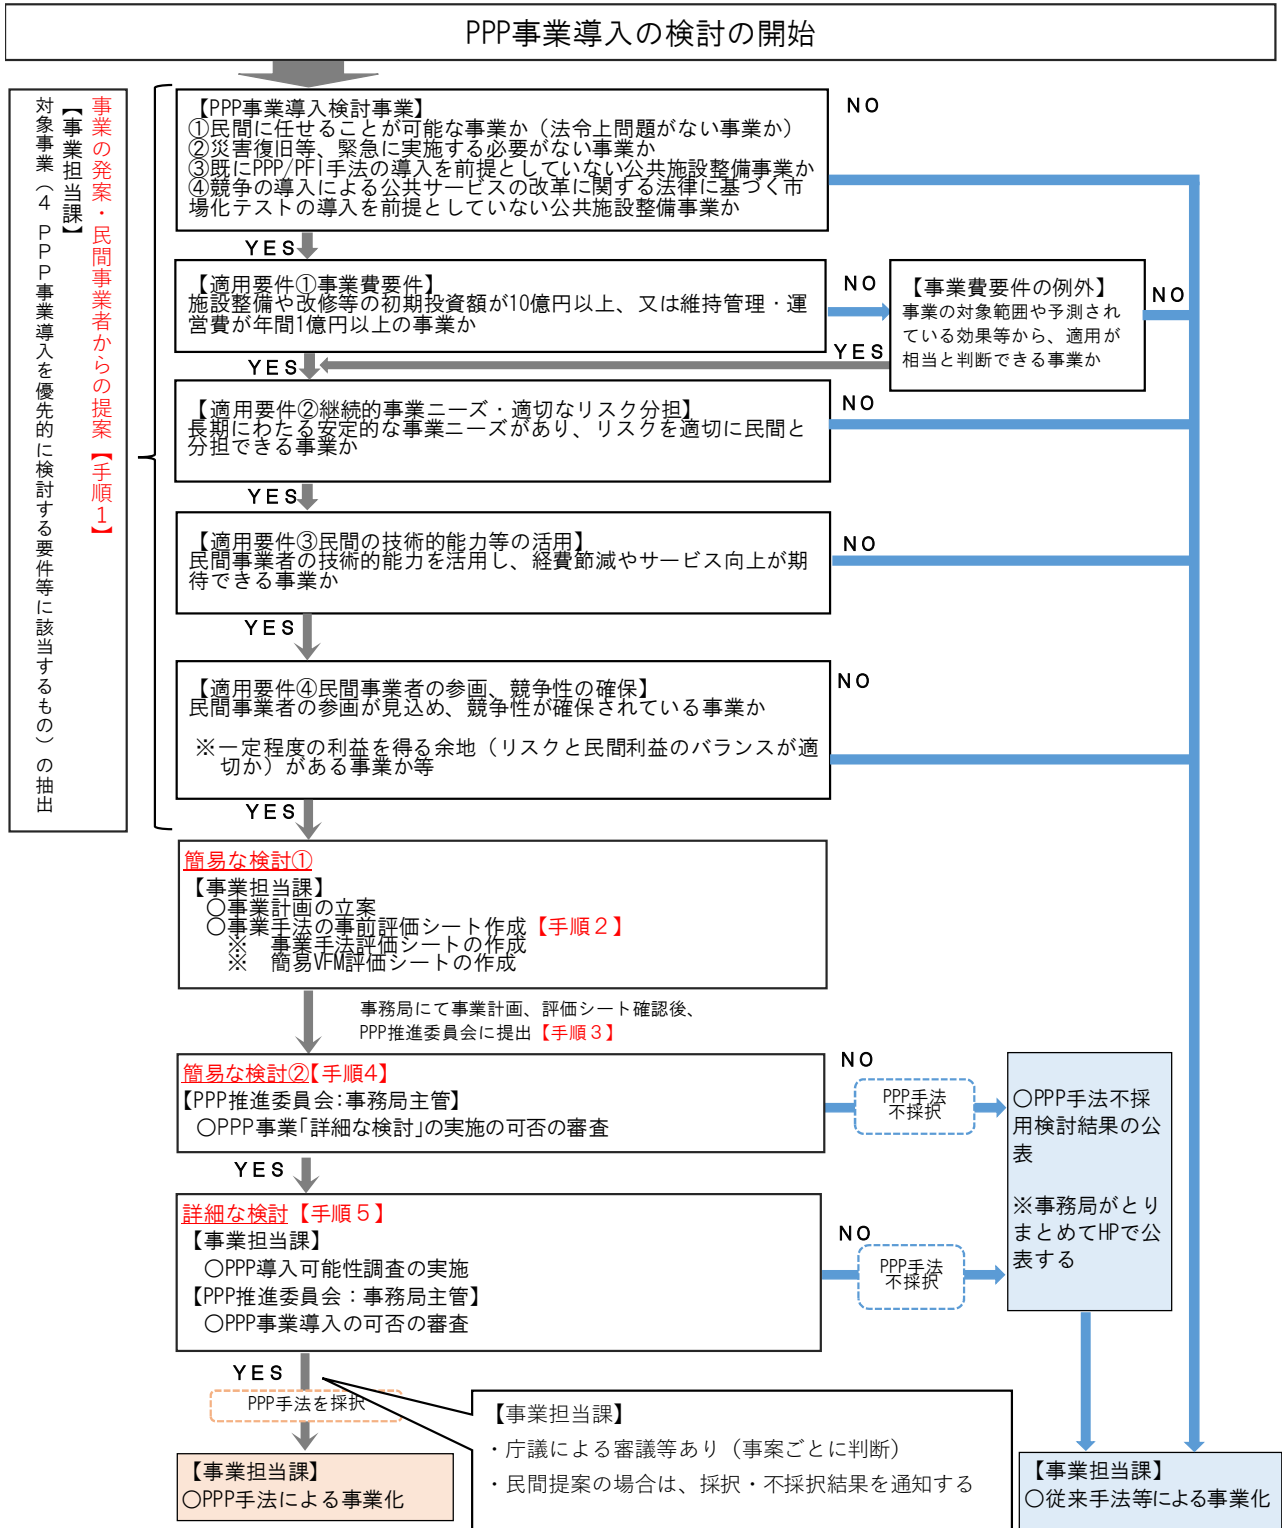 PPP事業導入の検討の開始
事業の発案・民間事業者からの提案【手順1】
【事業担当課】
対象事業（4 PPP事業導入を優先的に検討する要件等に該当するもの）の抽出
【PPP事業導入検討事業】
①民間に任せることが可能な事業か（法令上問題がない事業か）
②災害復旧等、緊急に実施する必要がない事業か
③既にPPP/PFI手法の導入を前提としていない公共施設整備事業か
④競争の導入による公共サービスの改革に関する法律に基づく市
場化テストの導入を前提としていない公共施設整備事業か
NO
YES
【適用要件①事業費要件】
施設整備や改修等の初期投資額が10億円以上、又は維持管理・運
営費が年間1億円以上の事業か
NO
【事業費要件の例外】
事業の対象範囲や予測され
ている効果等から、適用が
相当と判断できる事業か
NO
YES
YES
【適用要件②継続的事業ニーズ・適切なリスク分担】
長期にわたる安定的な事業ニーズがあり、リスクを適切に民間と
分担できる事業か
NO
YES
【適用要件③民間の技術的能力等の活用】
民間事業者の技術的能力を活用し、経費節減やサービス向上が期
待できる事業か
NO
YES
【適用要件④民間事業者の参画、競争性の確保】
民間事業者の参画が見込め、競争性が確保されている事業か
※一定程度の利益を得る余地（リスクと民間利益のバランスが適
切か）がある事業か等
NO
YES
簡易な検討①
【事業担当課】
○事業計画の立案
○事業手法の事前評価シート作成【手順２】
※　事業手法評価シートの作成
※　簡易VFM評価シートの作成
事務局にて事業計画、評価シート確認後、
PPP推進委員会に提出【手順３】
簡易な検討②【手順4】
【PPP推進委員会：事務局主管】
○PPP事業「詳細な検討」の実施の可否の審査
NO
PPP手法
不採択
○PPP手法不採
用検討結果の公
表
※事務局がとり
まとめてHPで公
表する
YES
詳細な検討【手順５】
【事業担当課】
○PPP導入可能性調査の実施
【PPP推進委員会：事務局主管】
○PPP事業導入の可否の審査
NO
PPP手法
不採択
YES
PPP手法を採択
【事業担当課】
・庁議による審議等あり（事案ごとに判断）
・民間提案の場合は、採択・不採択結果を通知する
【事業担当課】
○PPP手法による事業化
【事業担当課】
○従来手法等による事業化